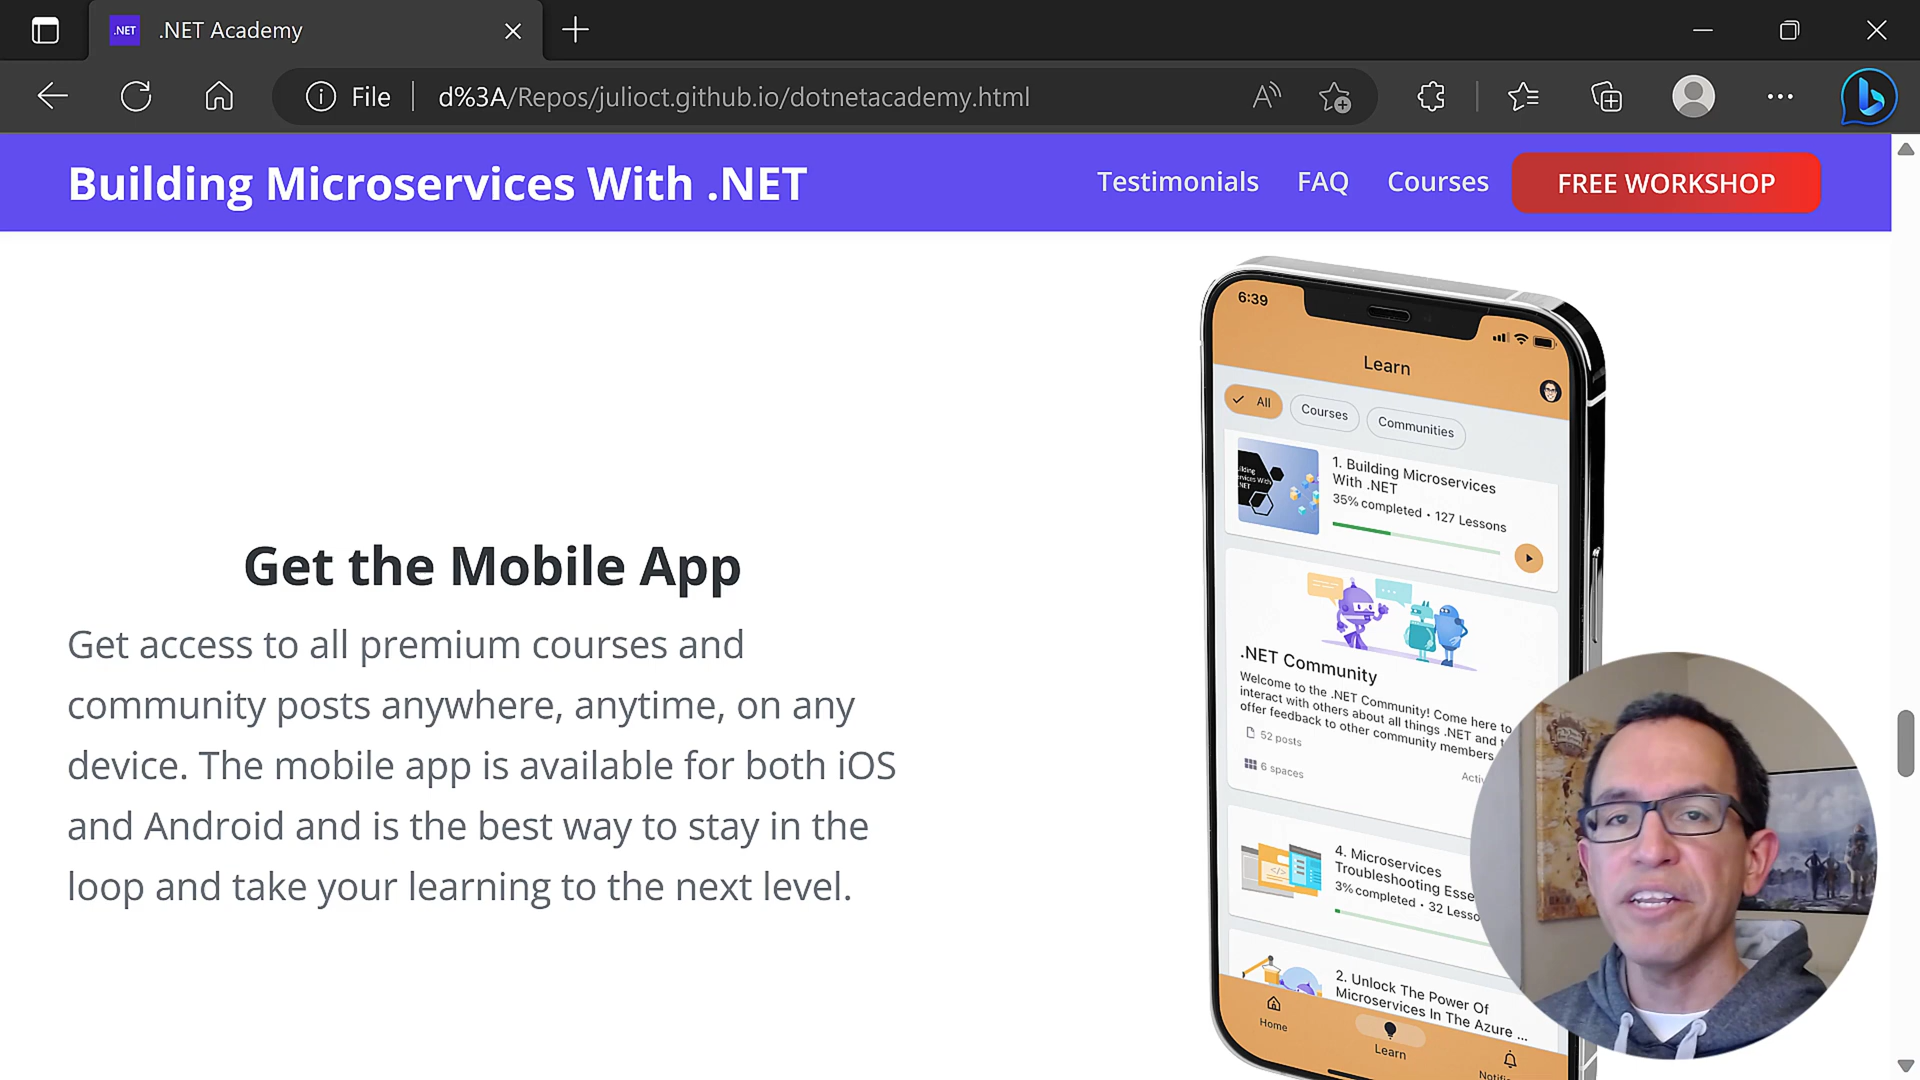 .NET
.NET Academy
File
d%3A/Repos/julioct.github.io/dotnetacademy.html
Building Microservices With .NET
Testimonials
FAQ
Courses
FREE WORKSHOP
Get the Mobile App
Get access to all premium courses and
community posts anywhere, anytime, on any
device. The mobile app is available for both iOS
and Android and is the best way to stay in the
loop and take your learning to the next level.
6:39
Learn
All
Courses
Communities
1. Building Microservices
With .NET
35% completed • 127 Lessons
.NET Community
Welcome to the .NET Community! Come here to
interact with others about all things .NET and t
offer feedback to other community members
52 posts
6 spaces
Activ
4. Microservices
Troubleshooting Esse
3% completed • 32 Lesso
2. Unlock The Power Of
Microservices In The Azure ...
Home
Learn
Notific